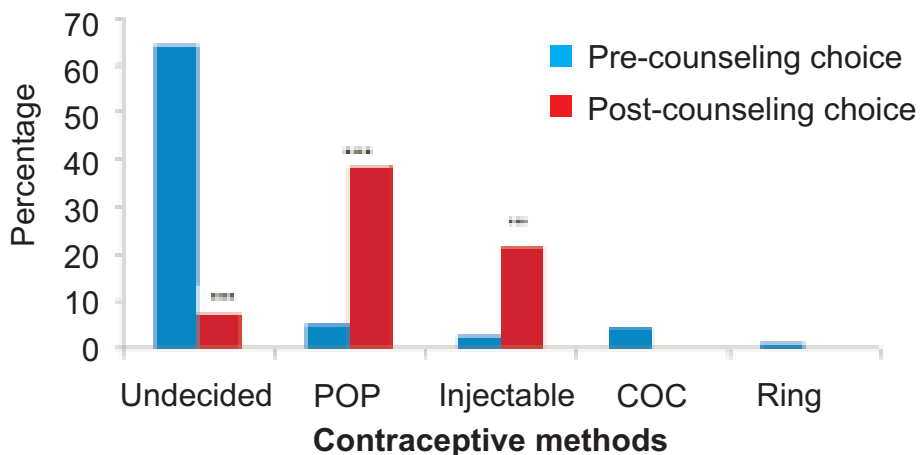 70
60
50
40
30
20
10
0
Percentage
Pre-counseling choice
Post-counseling choice
Undecided POP Injectable COC Ring
Contraceptive methods